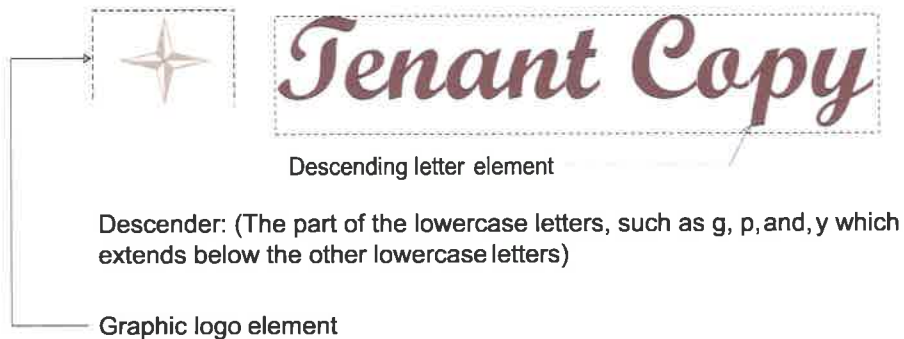 Tenant Copy
Descending letter element
Descender: (The part of the lowercase letters, such as g, p, and, y which
extends below the other lowercase letters)
Graphic logo element